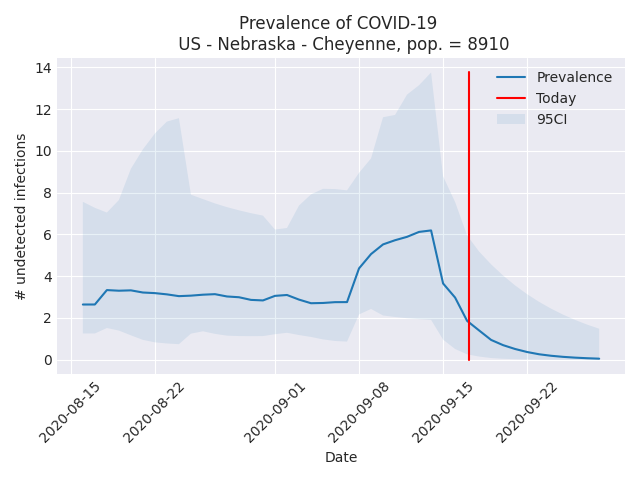 Prevalence of COVID-19
US - Nebraska - Cheyenne, pop. = 8910
14
12
10
8
6
4
2
0
# undetected infections
Prevalence
Today
95CI
2020-08-15
2020-08-22
2020-09-01
2020-09-08
2020-09-15
2020-09-22
Date